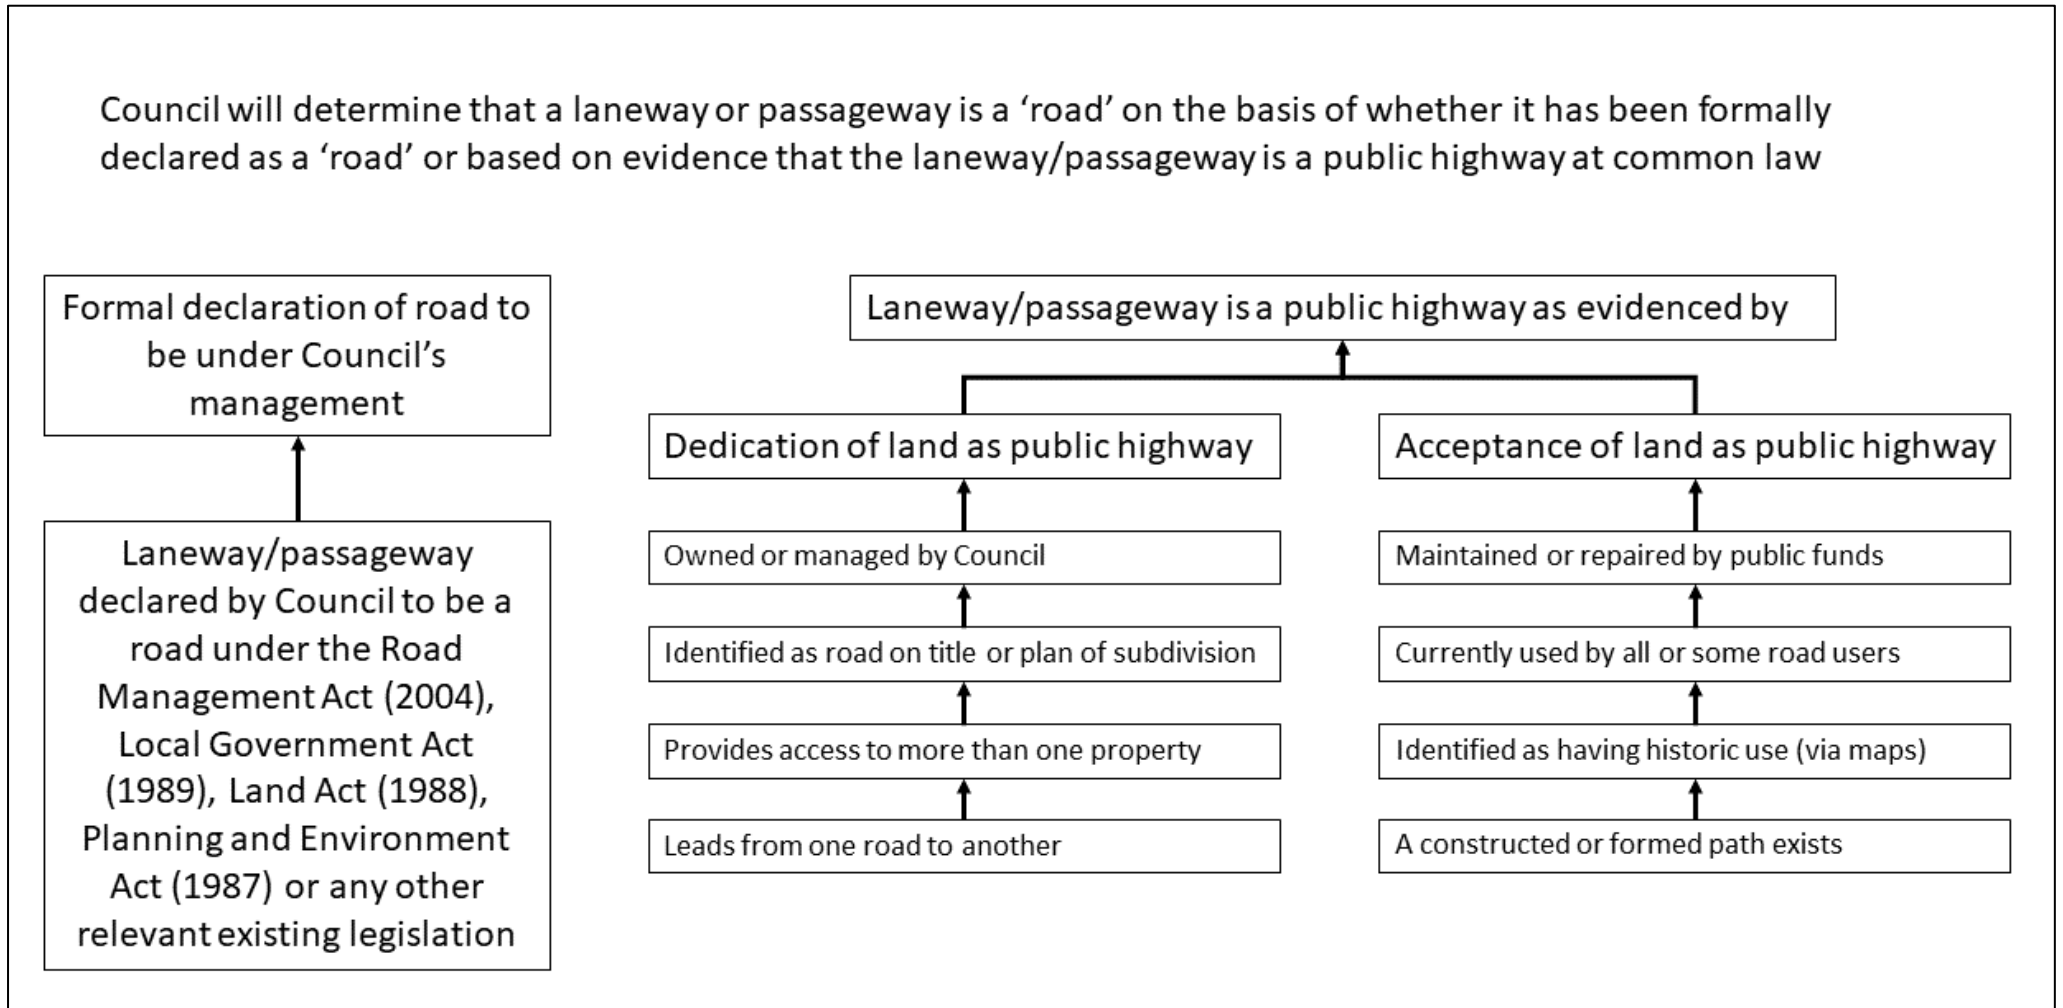 Council will determine that a laneway or passageway is a ‘road’ on the basis of whether it has been formally
declared as a ‘road’ or based on evidence that the laneway/passageway is a public highway at common law
Formal declaration of road to
be under Council’s
management
Laneway/passageway
declared by Council to be a
road under the Road
Management Act (2004),
Local Government Act
(1989), Land Act (1988),
Planning and Environment
Act (1987) or any other
relevant existing legislation
Laneway/passageway is a public highway as evidenced by
Dedication of land as public highway
Owned or managed by Council
Identified as road on title or plan of subdivision
Provides access to more than one property
Leads from one road to another
Acceptance of land as public highway
Maintained or repaired by public funds
Currently used by all or some road users
Identified as having historic use (via maps)
A constructed or formed path exists